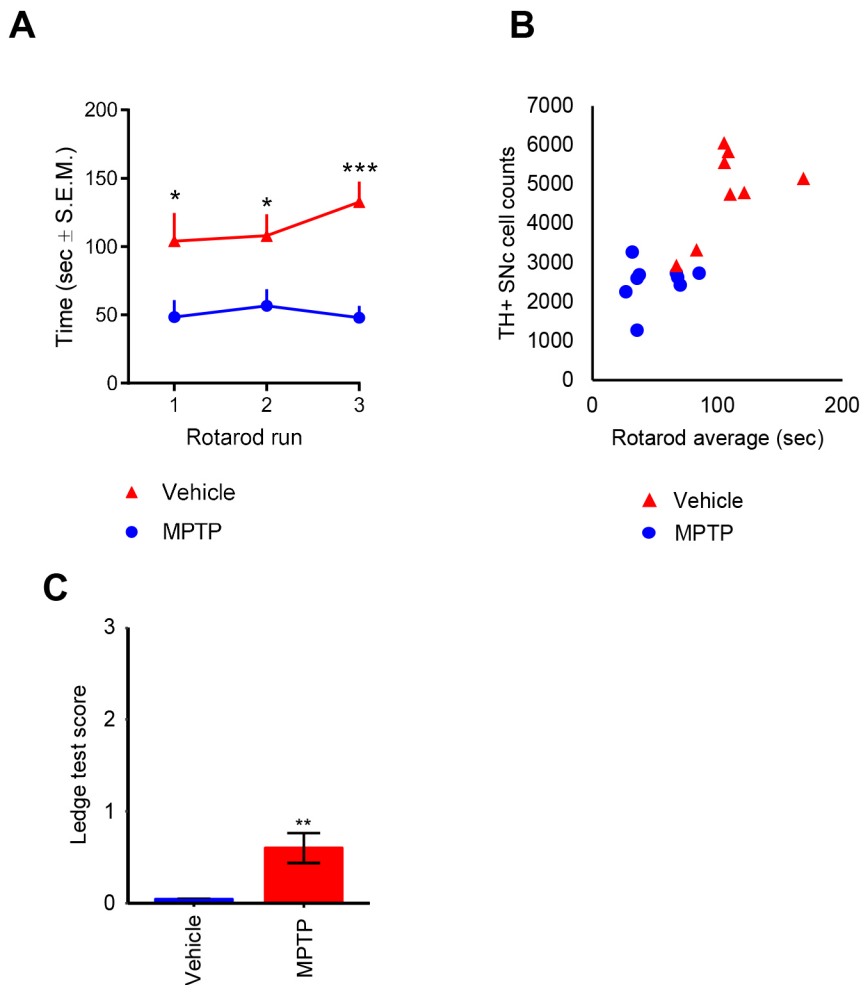 A
Time (sec ± S.E.M.)
200
150
100
50
0
*
*
***
1 2 3
Rotarod run
Vehicle
MPTP
B
TH+ SNc cell counts
7000
6000
5000
4000
3000
2000
1000
0
0 100 200
Rotarod average (sec)
Vehicle
MPTP
C
Ledge test score
3
2
1
0
**
Vehicle
MPTP